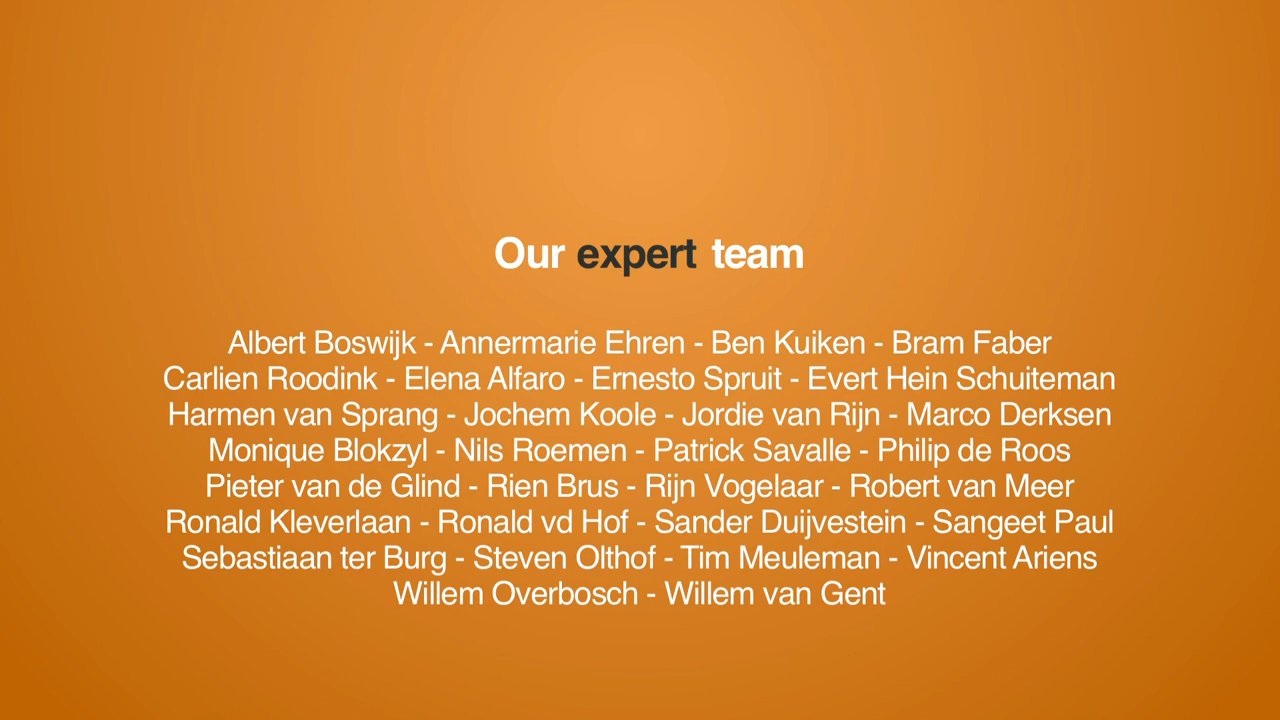 Our expert team
Albert Boswijk - Annermarie Ehren - Ben Kuiken - Bram Faber
Carlien Roodink - Elena Alfaro - Ernesto Spruit - Evert Hein Schuiteman
Harmen van Sprang - Jochem Koole - Jordie van Rijn - Marco Derksen
Monique Blokzyl - Nils Roemen - Patrick Savalle - Philip de Roos
Pieter van de Glind - Rien Brus - Rijn Vogelaar - Robert van Meer
Ronald Kleverlaan - Ronald vd Hof - Sander Duijvestein - Sangeet Paul
Sebastiaan ter Burg - Steven Olthof - Tim Meuleman - Vincent Ariens
Willem Overbosch - Willem van Gent